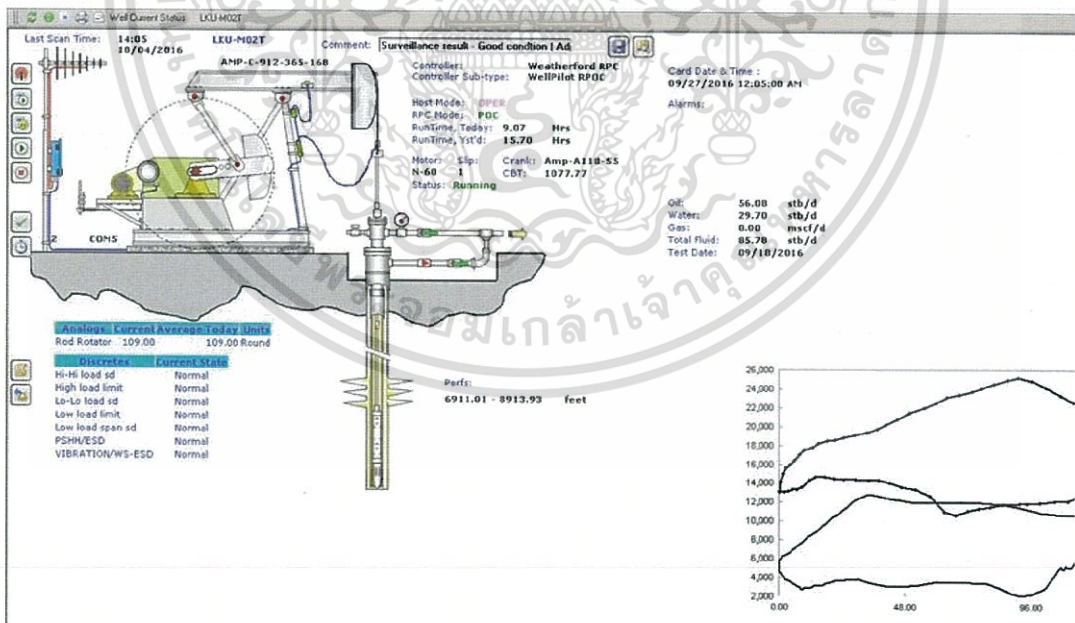 Well Current Status LKU-M02T
Last Scan Time: 14:05
10/04/2016
LKU-M02T
AMP-C-912-365-168
Comment: Surveillance result - Good condtion | Ad
Controller: Weatherford RPC
Controller Sub-type: WellPilot RPOC
Host Mode: OPER
RPC Mode: POC
RunTime, Today: 9.07 Hrs
RunTime, Yst'd: 15.70 Hrs
Motor: Slip: Crank: Amp-A118-55
N-60 1 CBT: 1077.77
Status: Running
Card Date & Time :
09/27/2016 12:05:00 AM
Alarms:
Oil: 56.08 stb/d
Water: 29.70 stb/d
Gas: 0.00 mscf/d
Total Fluid: 85.78 stb/d
Test Date: 09/18/2016
2 COM5
Analogs Current Average Today Units
Rod Rotator 109.00 109.00 Round
Discretes Current State
Hi-Hi load sd Normal
High load limit Normal
Lo-Lo load sd Normal
Low load limit Normal
Low load span sd Normal
PSHH/ESD Normal
VIBRATION/WS-ESD Normal
Perfs:
6911.01 - 8913.93 feet
26,000
24,000
22,000
20,000
18,000
16,000
14,000
12,000
10,000
8,000
6,000
4,000
2,000
0.00 48.00 96.00